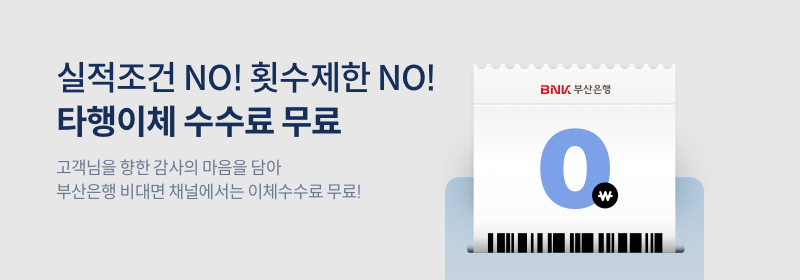 실적조건 NO! 횟수제한 NO!
타행이체 수수료 무료
고객님을 향한 감사의 마음을 담아
부산은행 비대면 채널에서는 이체수수료 무료!
BNK 부산은행
0
₩